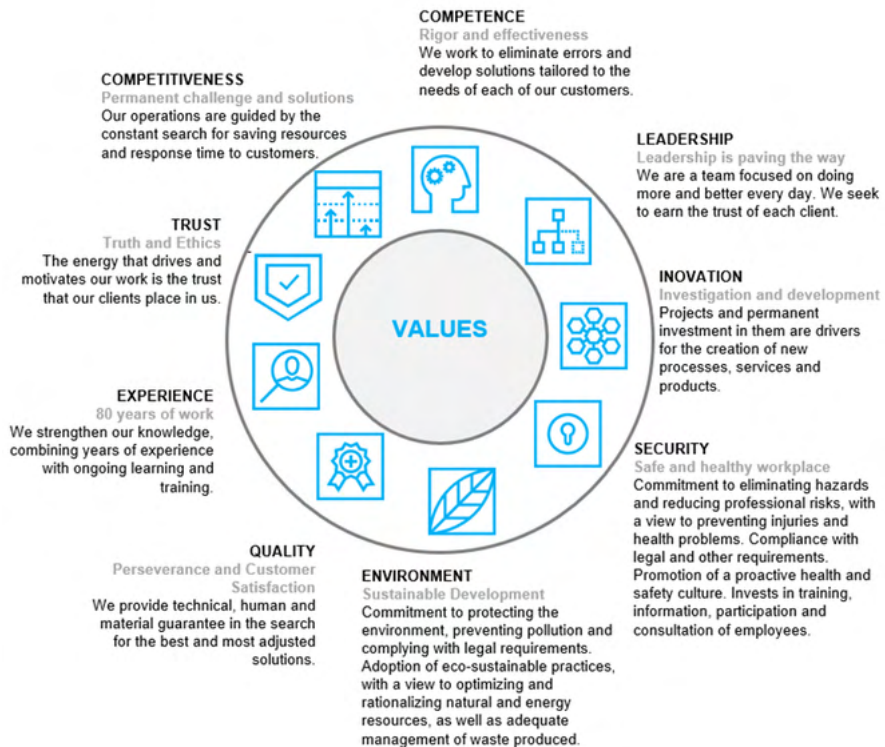 COMPETENCE
Rigor and effectiveness
We work to eliminate errors and
develop solutions tailored to the
needs of each of our customers.
COMPETITIVENESS
Permanent challenge and solutions
Our operations are guided by the
constant search for saving resources
and response time to customers.
LEADERSHIP
Leadership is paving the way
We are a team focused on doing
more and better every day. We seek
to earn the trust of each client.
TRUST
Truth and Ethics
The energy that drives and
motivates our work is the trust
that our clients place in us.
INOVATION
Investigation and development
Projects and permanent
investment in them are drivers
for the creation of new
processes, services and
products.
VALUES
EXPERIENCE
80 years of work
We strengthen our knowledge,
combining years of experience
with ongoing learning and
training.
SECURITY
Safe and healthy workplace
Commitment to eliminating hazards
and reducing professional risks, with
a view to preventing injuries and
health problems. Compliance with
legal and other requirements.
Promotion of a proactive health and
safety culture. Invests in training,
information, participation and
consultation of employees.
QUALITY
Perseverance and Customer
Satisfaction
We provide technical, human and
material guarantee in the search
for the best and most adjusted
solutions.
ENVIRONMENT
Sustainable Development
Commitment to protecting the
environment, preventing pollution and
complying with legal requirements.
Adoption of eco-sustainable practices,
with a view to optimizing and
rationalizing natural and energy
resources, as well as adequate
management of waste produced.